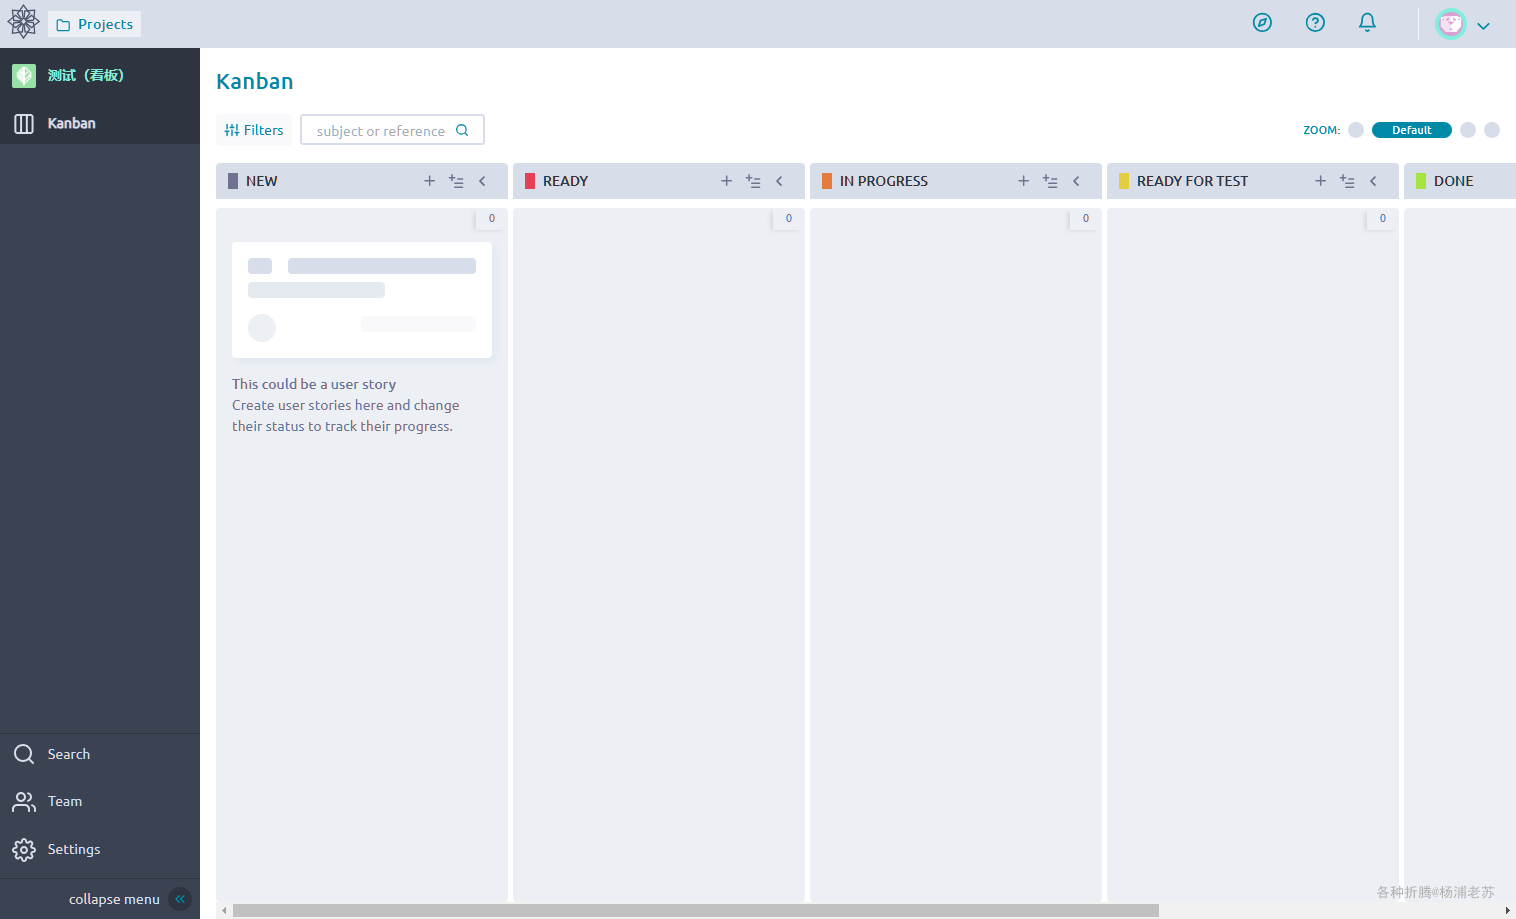 Projects
测试（看板）
Kanban
Kanban
Filters
subject or reference
ZOOM:
Default
NEW
READY
IN PROGRESS
READY FOR TEST
DONE
0
0
0
0
This could be a user story
Create user stories here and change
their status to track their progress.
Search
Team
Settings
collapse menu
各种折腾@杨浦老苏